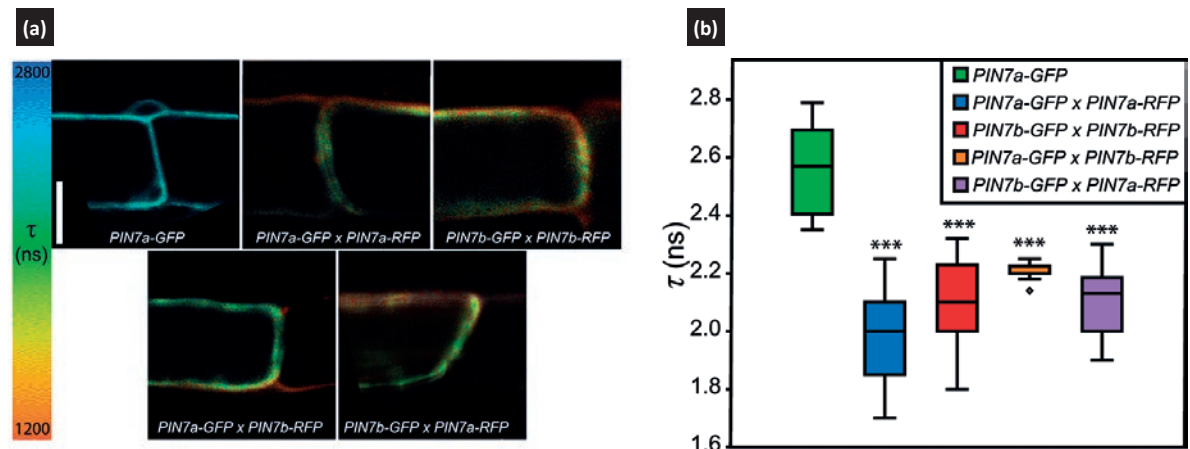 (a)
2800
τ
(ns)
1200
PIN7a-GFP
PIN7a-GFP x PIN7a-RFP
PIN7b-GFP x PIN7b-RFP
PIN7a-GFP x PIN7b-RFP
PIN7b-GFP x PIN7a-RFP
(b)
τ (ns)
2.8
2.6
2.4
2.2
2.0
1.8
1.6
PIN7a-GFP
PIN7a-GFP x PIN7a-RFP
PIN7b-GFP x PIN7b-RFP
PIN7a-GFP x PIN7b-RFP
PIN7b-GFP x PIN7a-RFP
*** *** *** ***